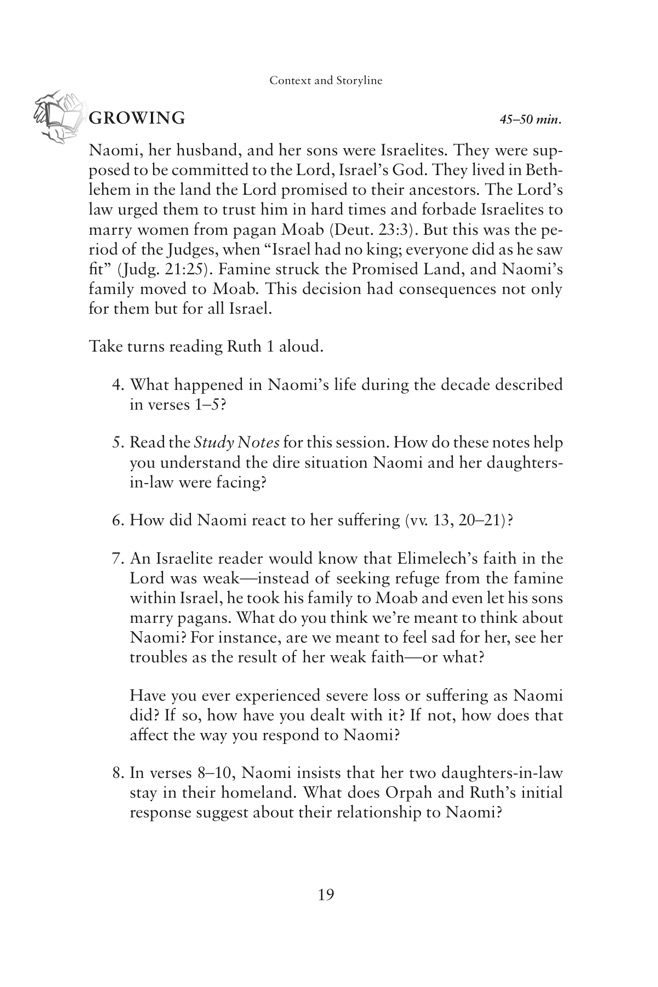 Context and Storyline
GROWING 45–50 min.
Naomi, her husband, and her sons were Israelites. They were sup-
posed to be committed to the Lord, Israel’s God. They lived in Beth-
lehem in the land the Lord promised to their ancestors. The Lord’s
law urged them to trust him in hard times and forbade Israelites to
marry women from pagan Moab (Deut. 23:3). But this was the pe-
riod of the Judges, when “Israel had no king; everyone did as he saw
fit” (Judg. 21:25). Famine struck the Promised Land, and Naomi’s
family moved to Moab. This decision had consequences not only
for them but for all Israel.
Take turns reading Ruth 1 aloud.
4. What happened in Naomi’s life during the decade described
in verses 1–5?
5. Read the Study Notes for this session. How do these notes help
you understand the dire situation Naomi and her daughters-
in-law were facing?
6. How did Naomi react to her suffering (vv. 13, 20–21)?
7. An Israelite reader would know that Elimelech’s faith in the
Lord was weak—instead of seeking refuge from the famine
within Israel, he took his family to Moab and even let his sons
marry pagans. What do you think we’re meant to think about
Naomi? For instance, are we meant to feel sad for her, see her
troubles as the result of her weak faith—or what?
Have you ever experienced severe loss or suffering as Naomi
did? If so, how have you dealt with it? If not, how does that
affect the way you respond to Naomi?
8. In verses 8–10, Naomi insists that her two daughters-in-law
stay in their homeland. What does Orpah and Ruth’s initial
response suggest about their relationship to Naomi?
19